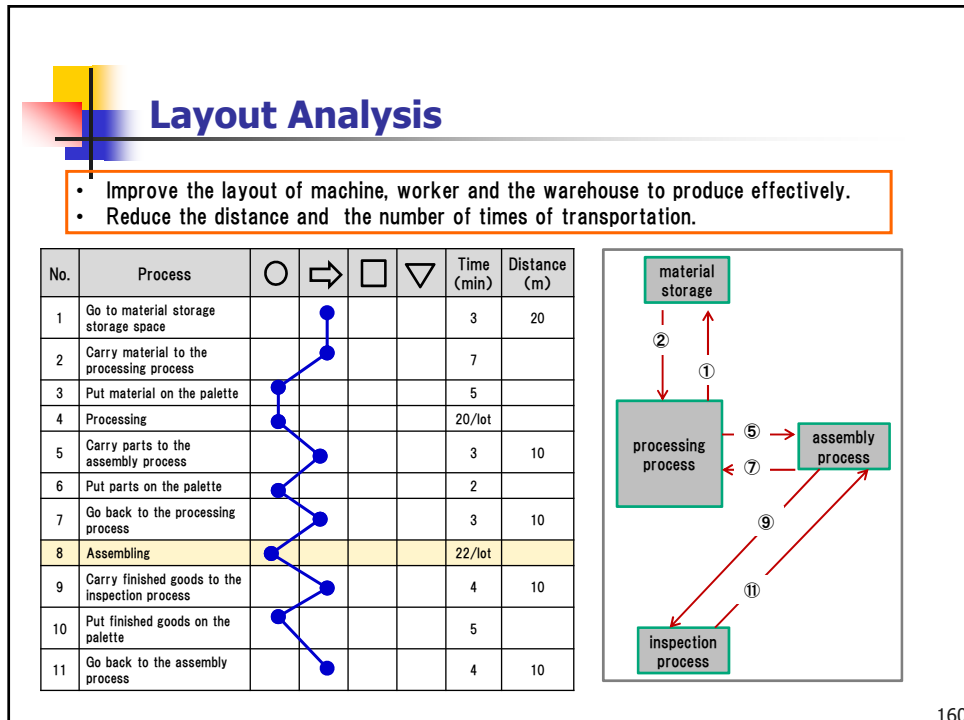 Layout Analysis
• Improve the layout of machine, worker and the warehouse to produce effectively.
• Reduce the distance and the number of times of transportation.
No. Process Time (min) Distance (m)
1 Go to material storage storage space 3 20
2 Carry material to the processing process 7
3 Put material on the palette 5
4 Processing 20/lot
5 Carry parts to the assembly process 3 10
6 Put parts on the palette 2
7 Go back to the processing process 3 10
8 Assembling 22/lot
9 Carry finished goods to the inspection process 4 10
10 Put finished goods on the palette 5
11 Go back to the assembly process 4 10
material
storage
②
①
processing
process
⑤
⑦
assembly
process
⑨
⑪
inspection
process
160